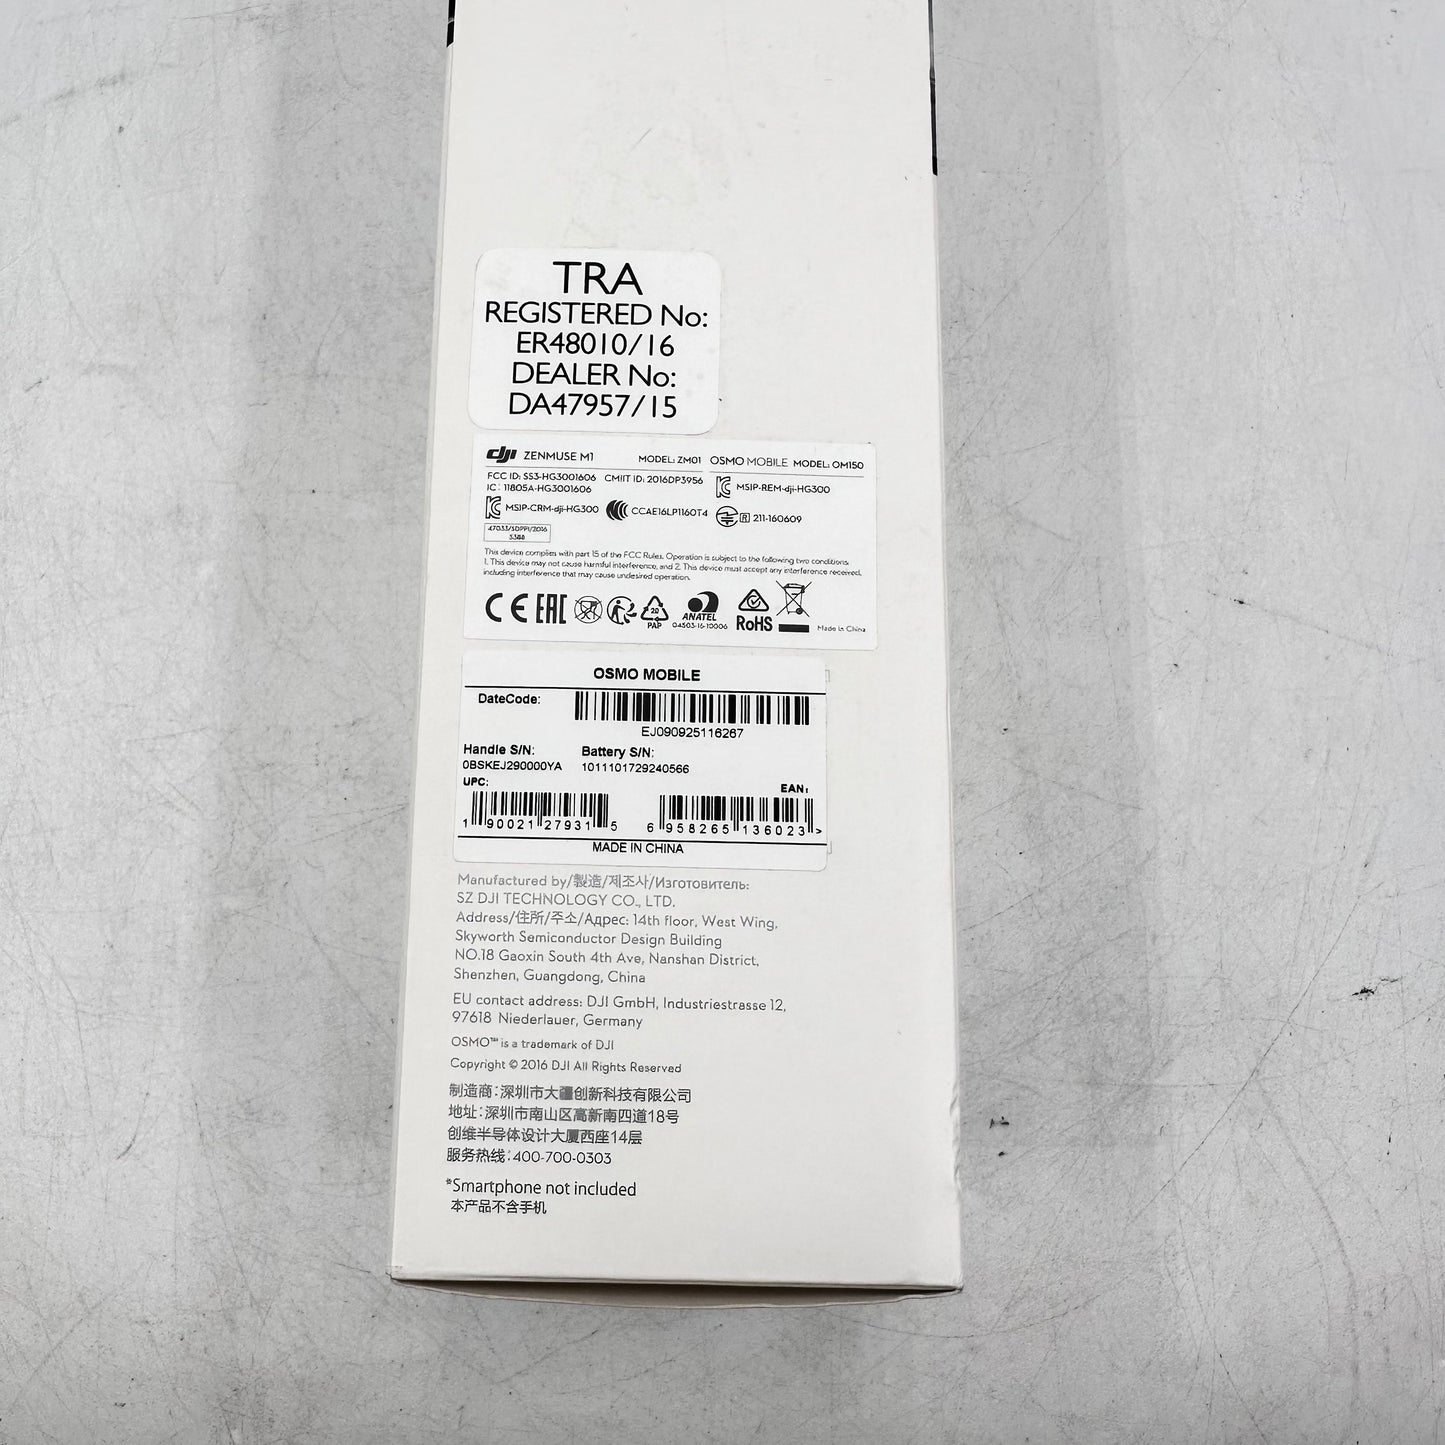 TRA
REGISTERED No:
ER48010/16
DEALER No:
DA47957/15
dji ZENMUSE M1 MODEL: ZM01 OSMO MOBILE MODEL: OM150
FCC ID: SS3-HG3001606 CMIIT ID: 2016DP3956
IC: 11805A-HG3001606
MSIP-REM-dji-HG300
MSIP-CRM-dji-HG300 CCAE16LP1160T4 R 211-160609
47033/SDPPI/2016
5388
This device complies with part 15 of the FCC Rules. Operation is subject to the following two conditions:
1. This device may not cause harmful interference, and 2. This device must accept any interference received,
including interference that may cause undesired operation.
CE EAC
20
PAP
ANATEL
04503-16-10006
RoHS
Made in China
OSMO MOBILE
DateCode:
EJ090925116267
Handle S/N: Battery S/N:
0BSKEJ290000YA 1011101729240566
UPC: EAN:
1 90021 27931 5 6 958265 136023 >
MADE IN CHINA
Manufactured by/製造/제조사/Изготовитель:
SZ DJI TECHNOLOGY CO., LTD.
Address/住所/주소/Адрес: 14th floor, West Wing,
Skyworth Semiconductor Design Building
NO.18 Gaoxin South 4th Ave, Nanshan District,
Shenzhen, Guangdong, China
EU contact address: DJI GmbH, Industriestrasse 12,
97618 Niederlauer, Germany
OSMO™ is a trademark of DJI
Copyright © 2016 DJI All Rights Reserved
制造商：深圳市大疆创新科技有限公司
地址：深圳市南山区高新南四道18号
创维半导体设计大厦西座14层
服务热线：400-700-0303
*Smartphone not included
本产品不含手机